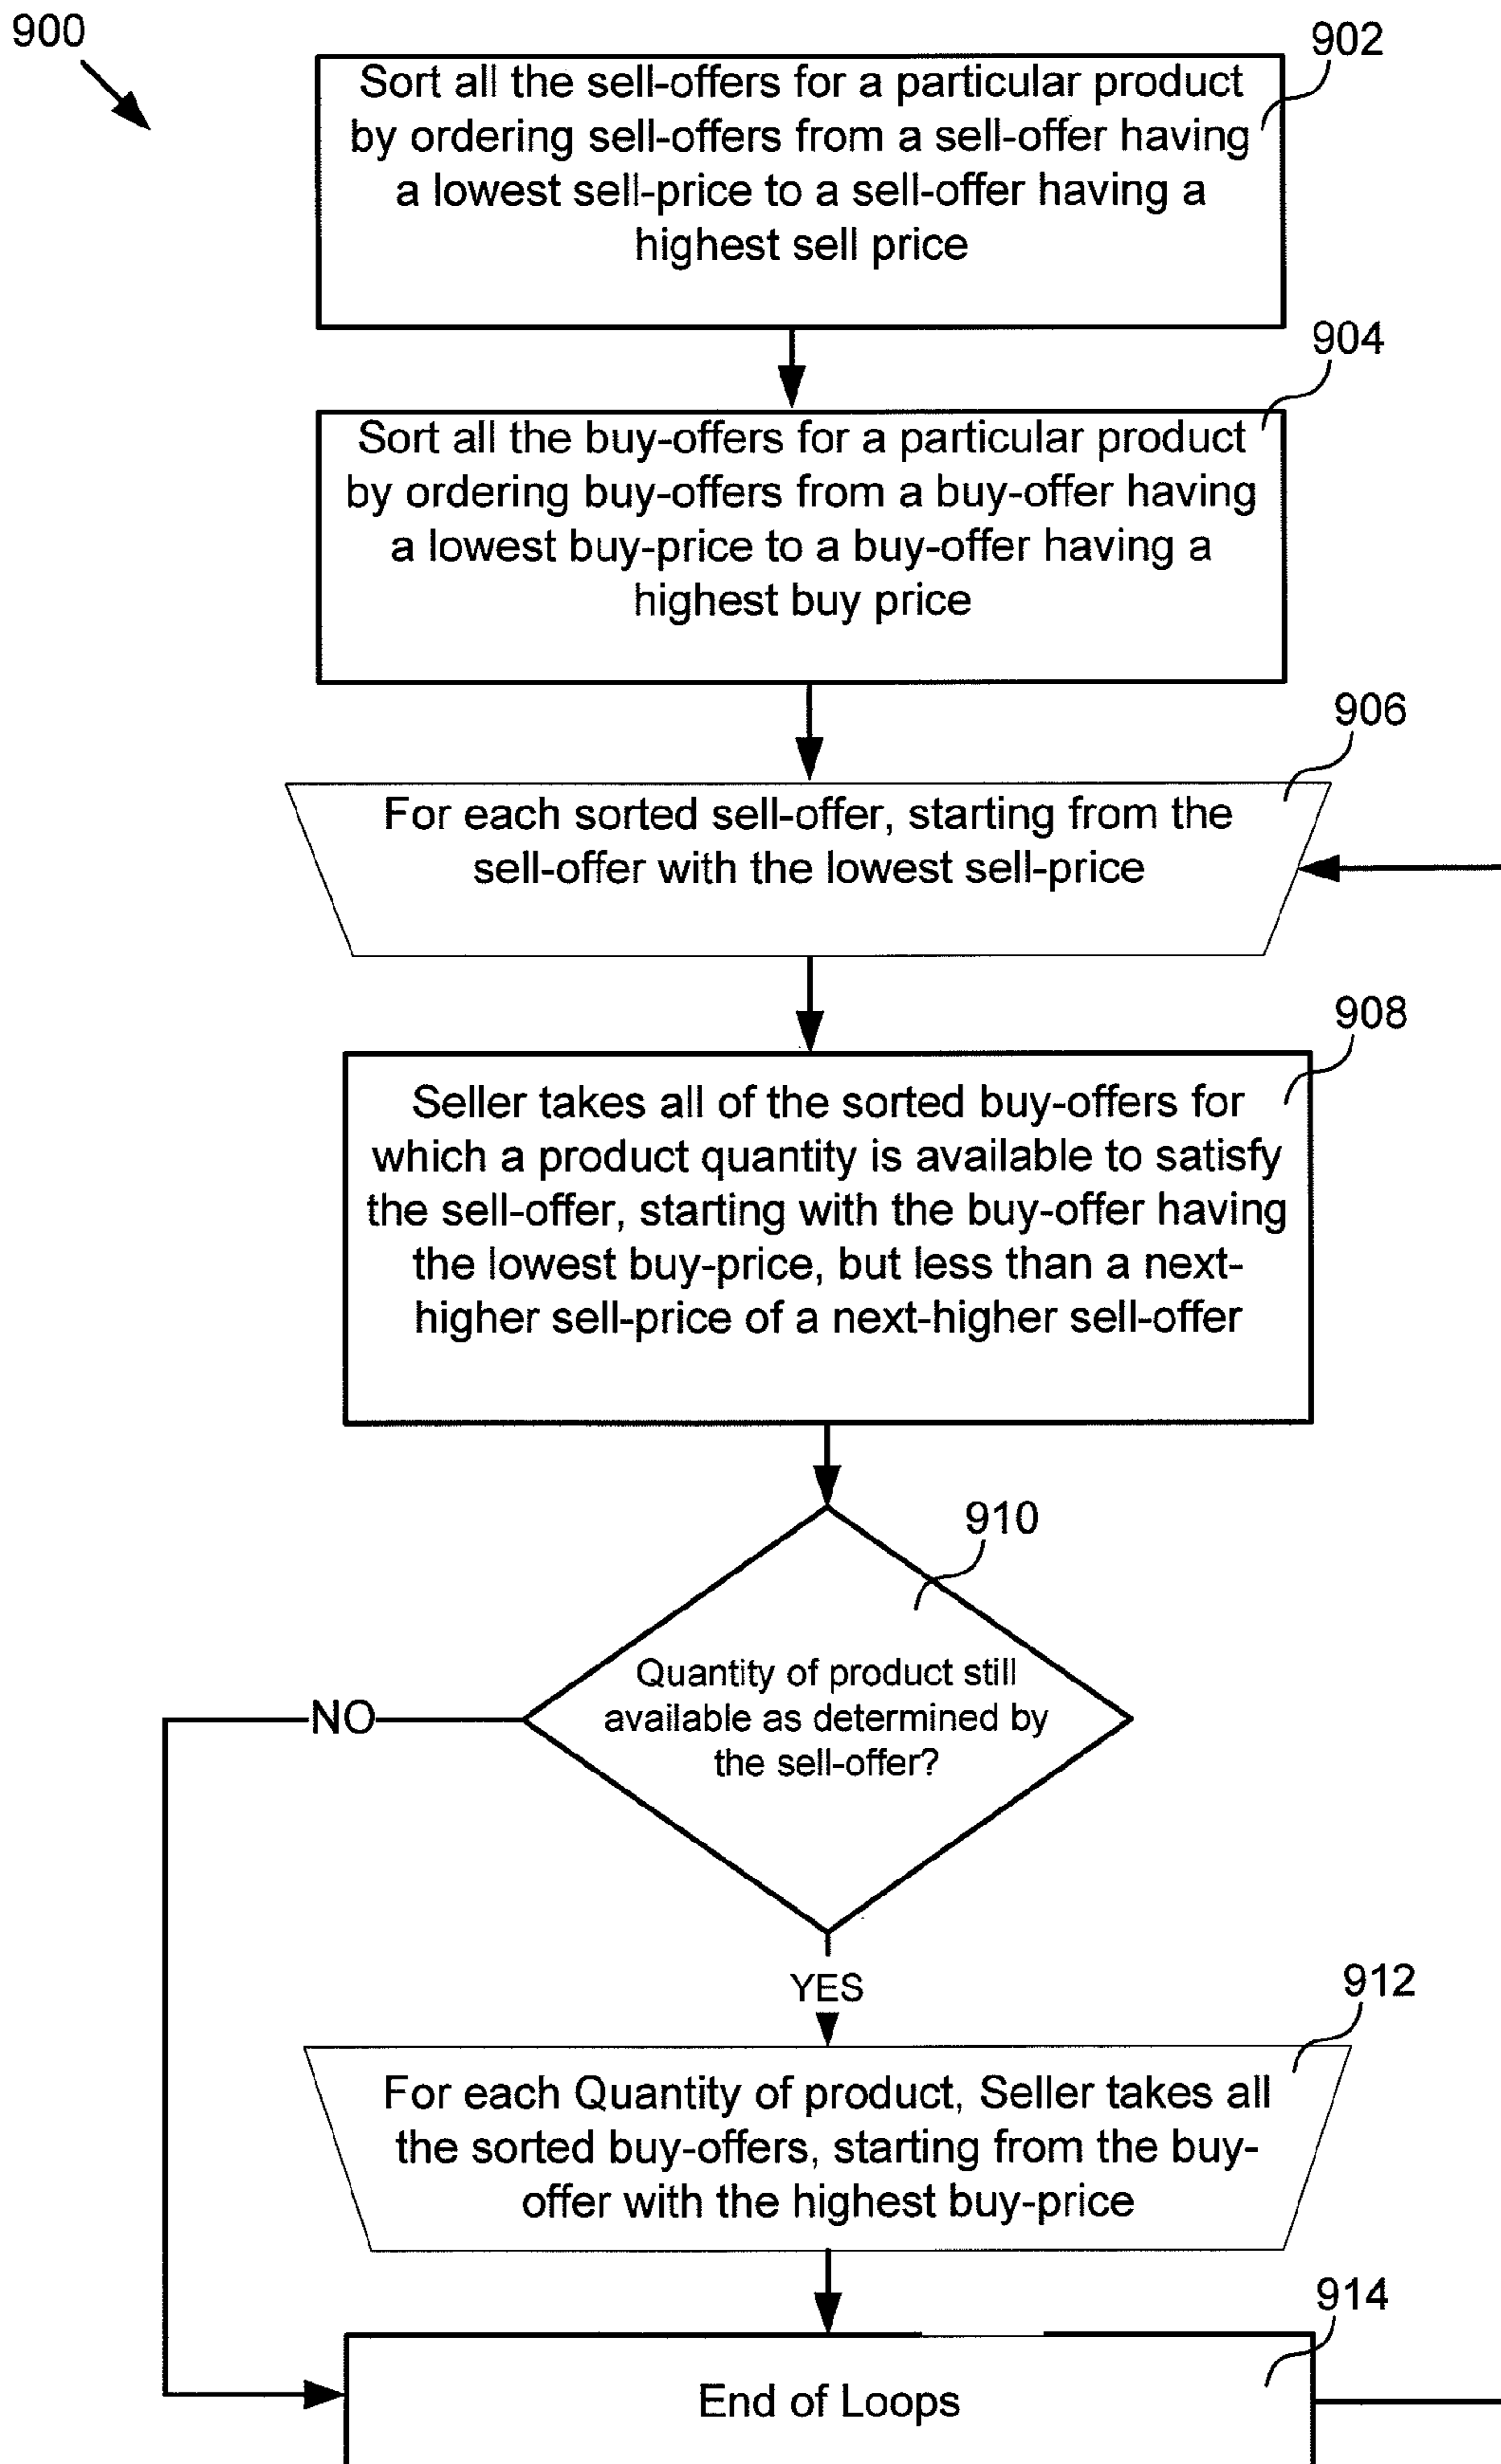 900
902
Sort all the sell-offers for a particular product
by ordering sell-offers from a sell-offer having
a lowest sell-price to a sell-offer having a
highest sell price
904
Sort all the buy-offers for a particular product
by ordering buy-offers from a buy-offer having
a lowest buy-price to a buy-offer having a
highest buy price
906
For each sorted sell-offer, starting from the
sell-offer with the lowest sell-price
908
Seller takes all of the sorted buy-offers for
which a product quantity is available to satisfy
the sell-offer, starting with the buy-offer having
the lowest buy-price, but less than a next-
higher sell-price of a next-higher sell-offer
910
Quantity of product still
available as determined by
the sell-offer?
NO
YES
912
For each Quantity of product, Seller takes all
the sorted buy-offers, starting from the buy-
offer with the highest buy-price
914
End of Loops